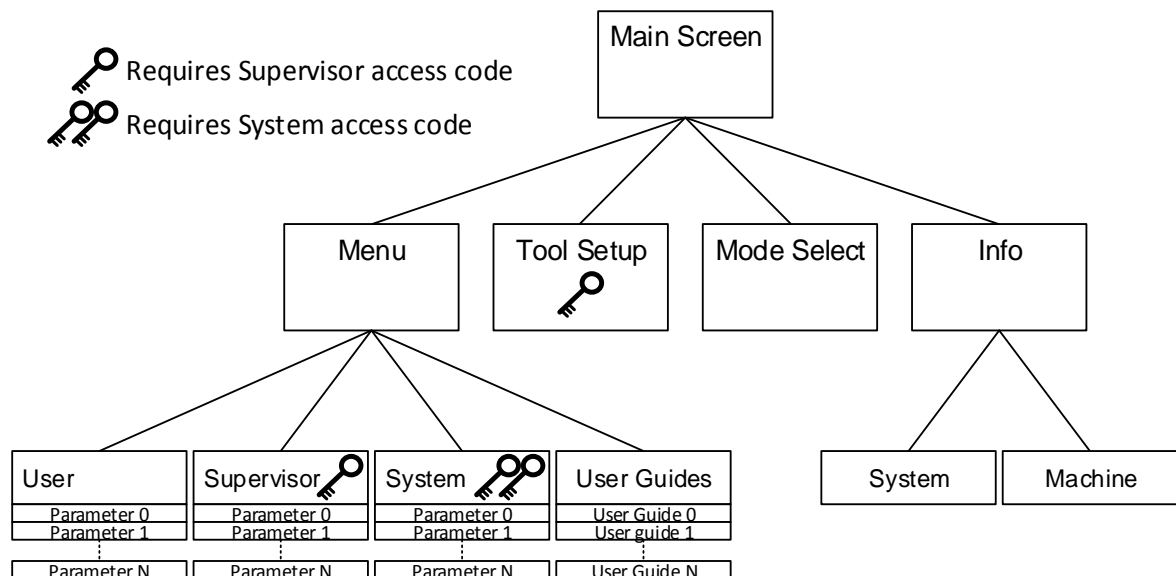 Main Screen
Requires Supervisor access code
Requires System access code
Menu
Tool Setup
Mode Select
Info
User
Supervisor
System
User Guides
System
Machine
Parameter 0
Parameter 0
Parameter 0
User Guide 0
Parameter 1
Parameter 1
Parameter 1
User guide 1
Parameter N
Parameter N
Parameter N
User Guide N